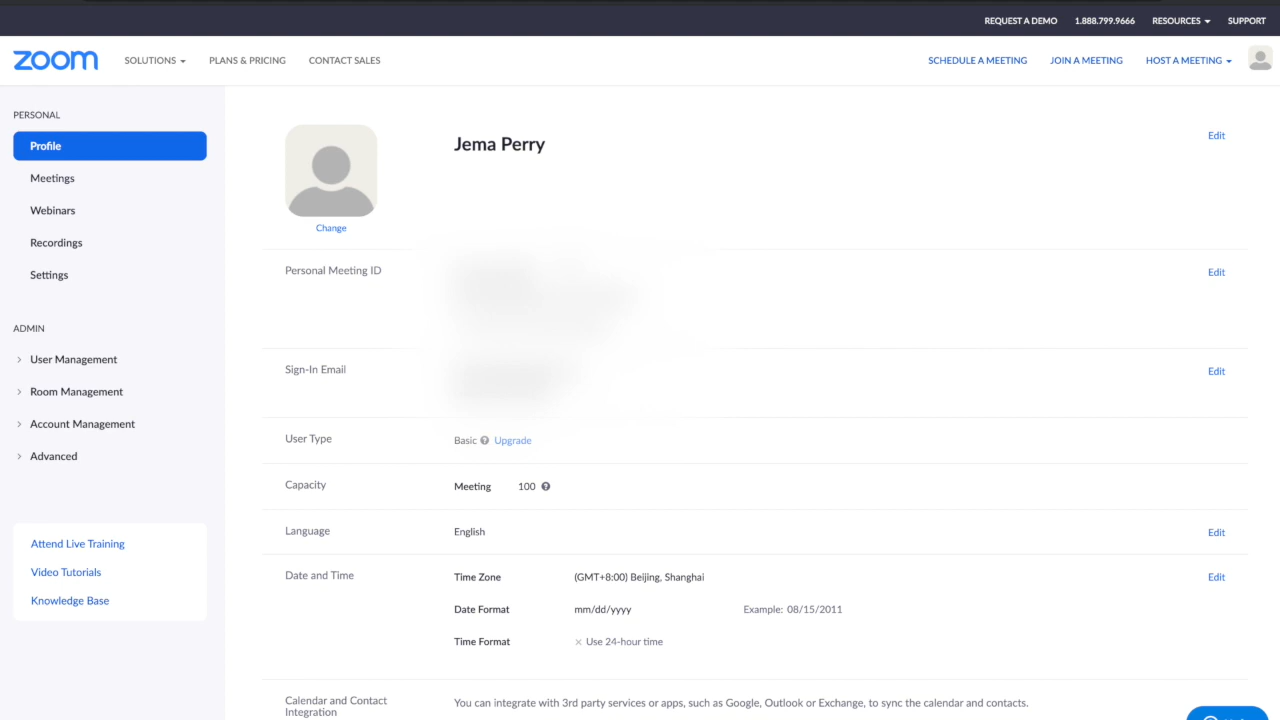 REQUEST A DEMO 1.888.799.9666 RESOURCES SUPPORT
zoom SOLUTIONS PLANS & PRICING CONTACT SALES SCHEDULE A MEETING JOIN A MEETING HOST A MEETING
PERSONAL
Profile
Meetings
Webinars
Recordings
Settings
ADMIN
User Management
Room Management
Account Management
Advanced
Attend Live Training
Video Tutorials
Knowledge Base
Jema Perry Edit
Change
Personal Meeting ID Edit
Sign-In Email Edit
User Type Basic Upgrade
Capacity Meeting 100
Language English Edit
Date and Time Time Zone (GMT+8:00) Beijing, Shanghai Edit
Date Format mm/dd/yyyy Example: 08/15/2011
Time Format × Use 24-hour time
Calendar and Contact
Integration
You can integrate with 3rd party services or apps, such as Google, Outlook or Exchange, to sync the calendar and contacts.